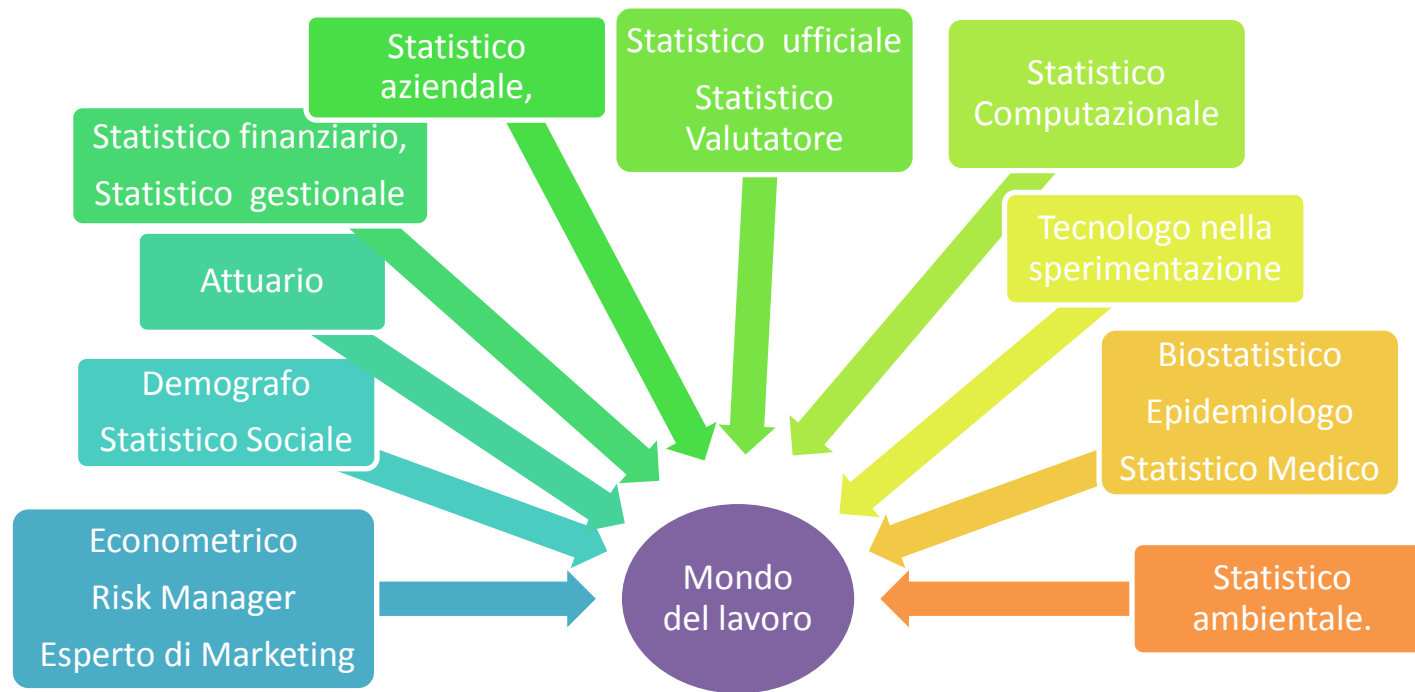 Statistico
aziendale,
Statistico ufficiale
Statistico
Valutatore
Statistico
Computazionale
Statistico finanziario,
Statistico gestionale
Tecnologo nella
sperimentazione
Attuario
Biostatistico
Epidemiologo
Statistico Medico
Demografo
Statistico Sociale
Econometrico
Risk Manager
Esperto di Marketing
Mondo
del lavoro
Statistico
ambientale.